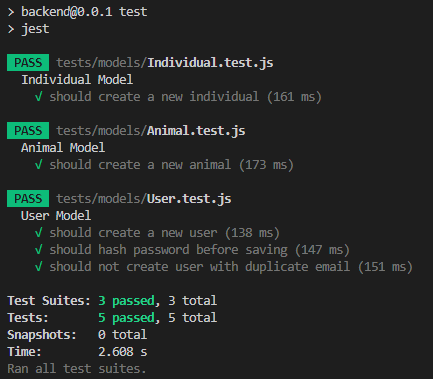 > backend@0.0.1 test
> jest
PASS tests/models/Individual.test.js
Individual Model
√ should create a new individual (161 ms)
PASS tests/models/Animal.test.js
Animal Model
√ should create a new animal (173 ms)
PASS tests/models/User.test.js
User Model
√ should create a new user (138 ms)
√ should hash password before saving (147 ms)
√ should not create user with duplicate email (151 ms)
Test Suites: 3 passed, 3 total
Tests: 5 passed, 5 total
Snapshots: 0 total
Time: 2.608 s
Ran all test suites.